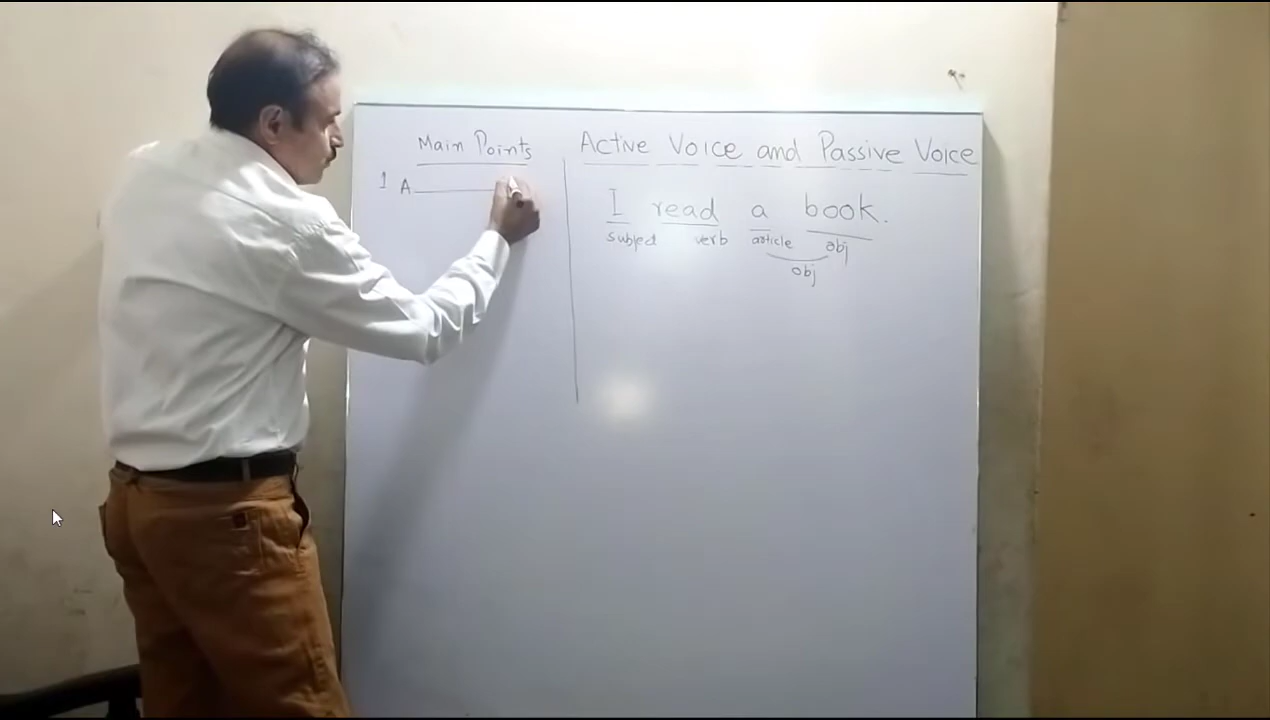 Main Points
1 A
Active Voice and Passive Voice
I read a book.
subject verb article obj
obj